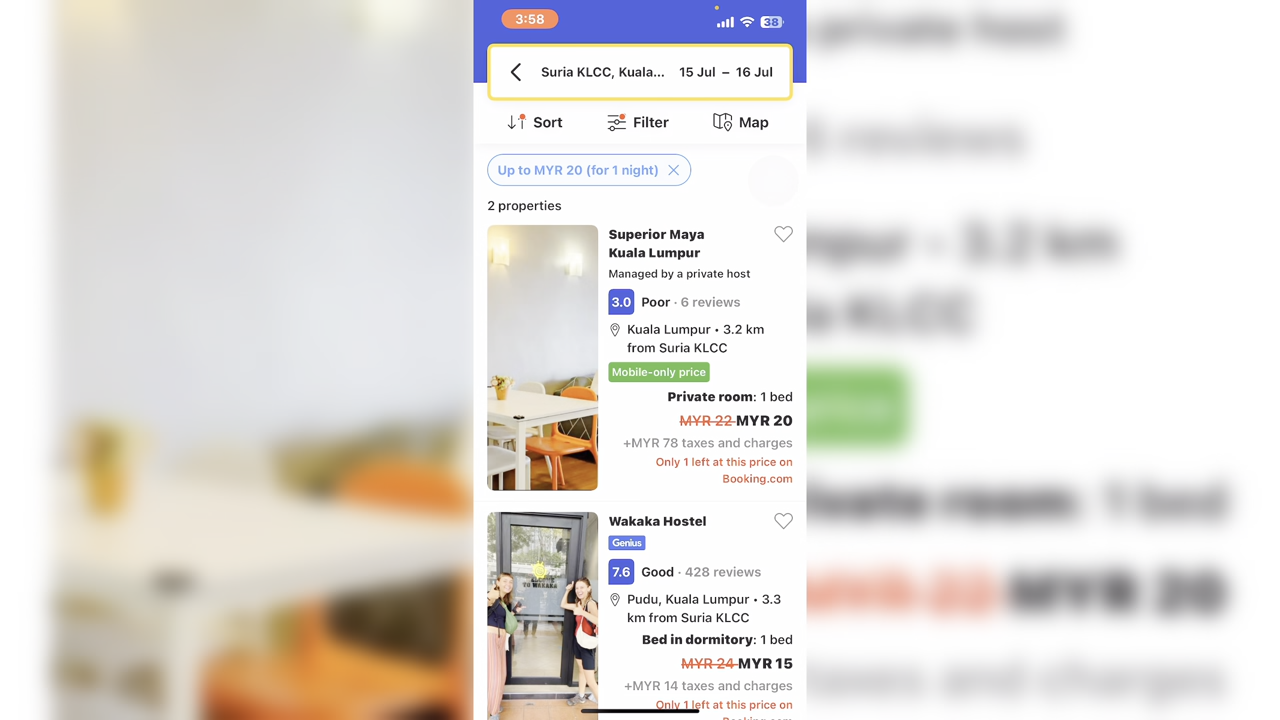 3:58
38
Suria KLCC, Kuala... 15 Jul – 16 Jul
Sort Filter Map
Up to MYR 20 (for 1 night)
2 properties
Superior Maya
Kuala Lumpur
Managed by a private host
3.0 Poor · 6 reviews
Kuala Lumpur • 3.2 km
from Suria KLCC
Mobile-only price
Private room: 1 bed
MYR 22 MYR 20
+MYR 78 taxes and charges
Only 1 left at this price on
Booking.com
Wakaka Hostel
Genius
7.6 Good · 428 reviews
Pudu, Kuala Lumpur • 3.3
km from Suria KLCC
Bed in dormitory: 1 bed
MYR 24 MYR 15
+MYR 14 taxes and charges
Only 1 left at this price on